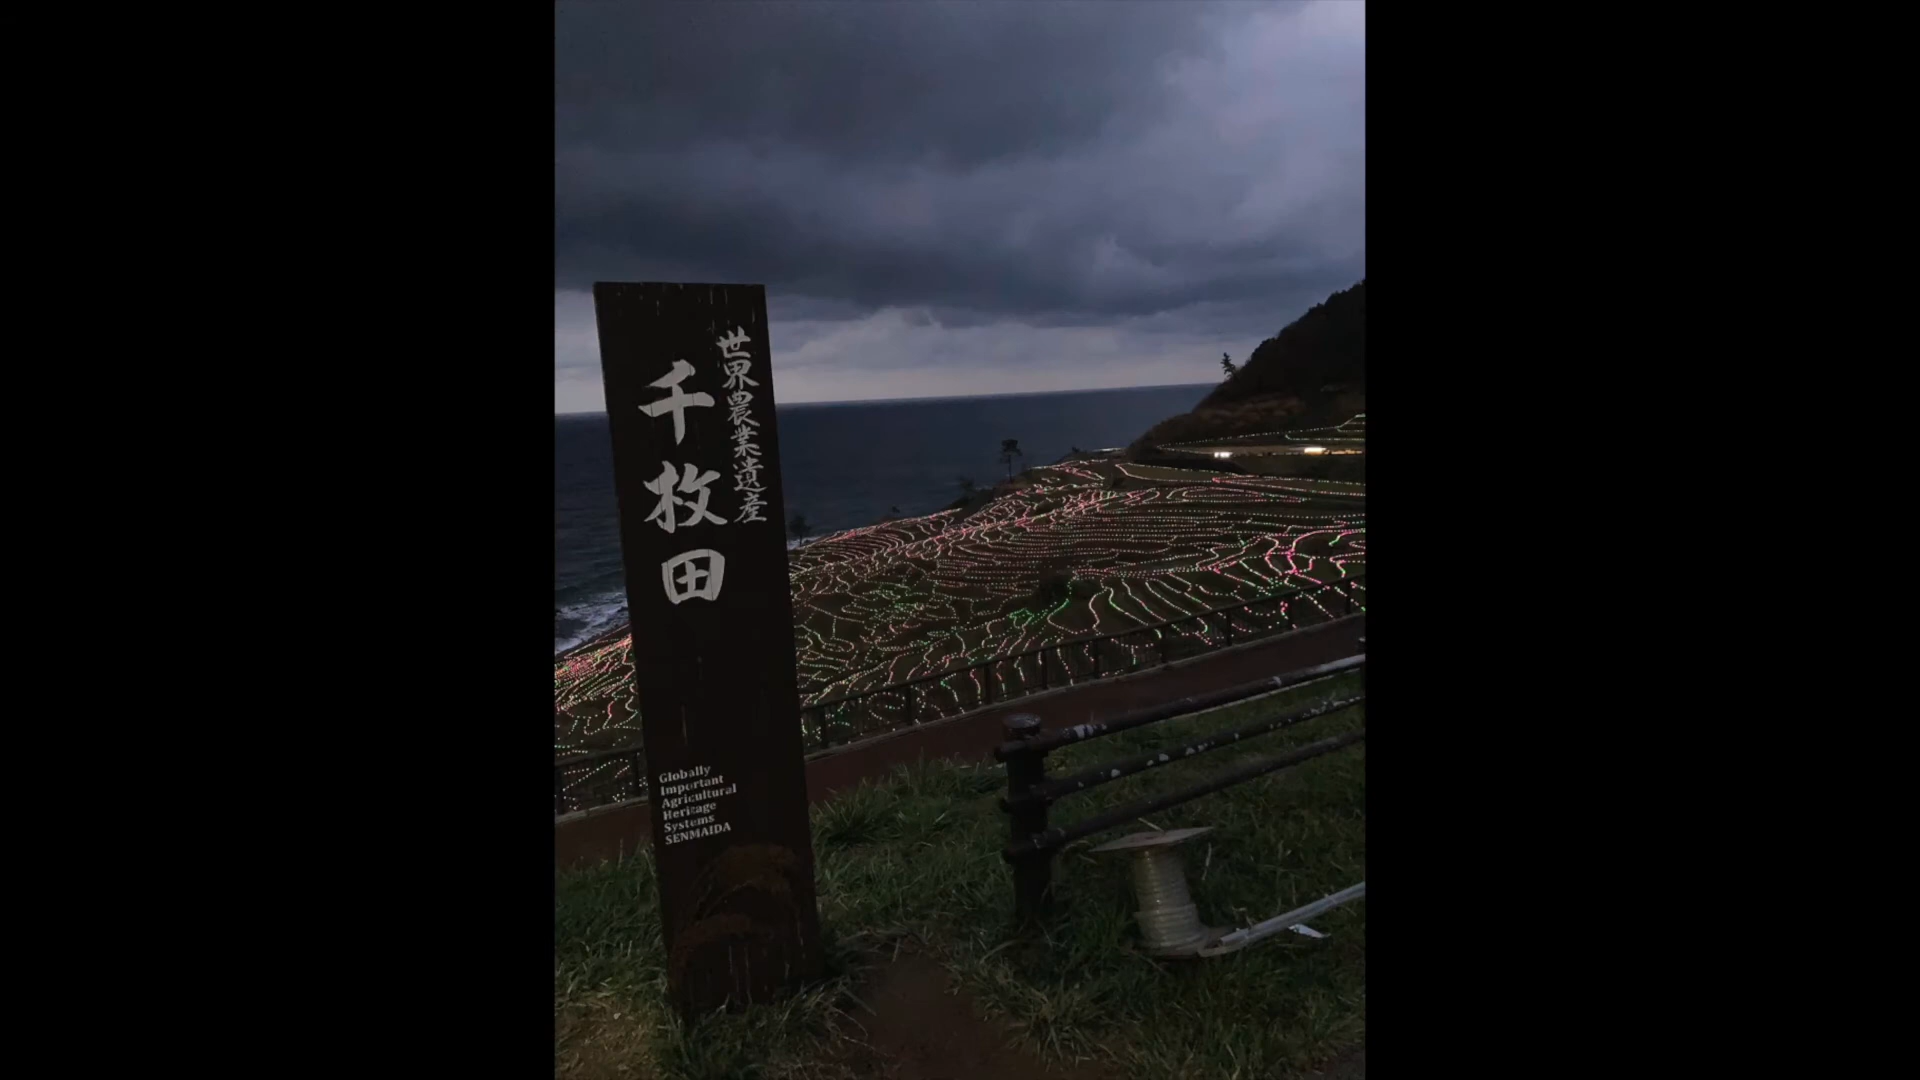 世界農業遺産
千枚田
Globally
Important
Agricultural
Heritage
Systems
SENMAIDA